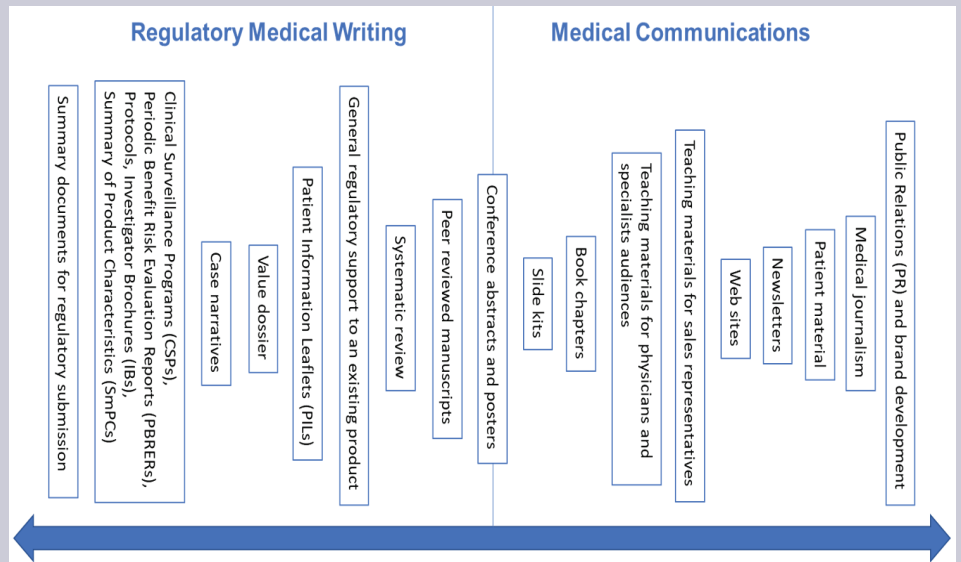 Regulatory Medical Writing
Medical Communications
Summary documents for regulatory submission
Clinical Surveillance Programs (CSPs),
Periodic Benefit Risk Evaluation Reports (PBRERs),
Protocols, Investigator Brochures (IBs),
Summary of Product Characteristics (SmPCs)
Case narratives
Value dossier
Patient Information Leaflets (PILs)
General regulatory support to an existing product
Systematic review
Peer reviewed manuscripts
Conference abstracts and posters
Slide kits
Book chapters
Teaching materials for physicians and
specialists audiences
Teaching materials for sales representatives
Web sites
Newsletters
Patient material
Medical journalism
Public Relations (PR) and brand development